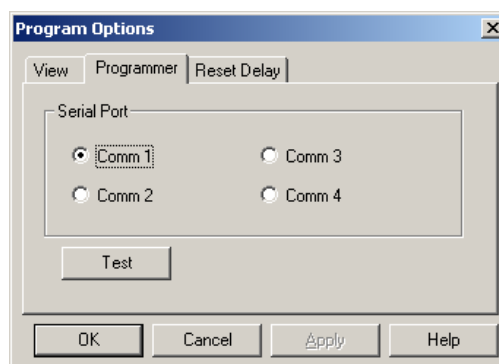 Program Options
View Programmer Reset Delay
Serial Port
Comm 1 Comm 3
Comm 2 Comm 4
Test
OK Cancel Apply Help